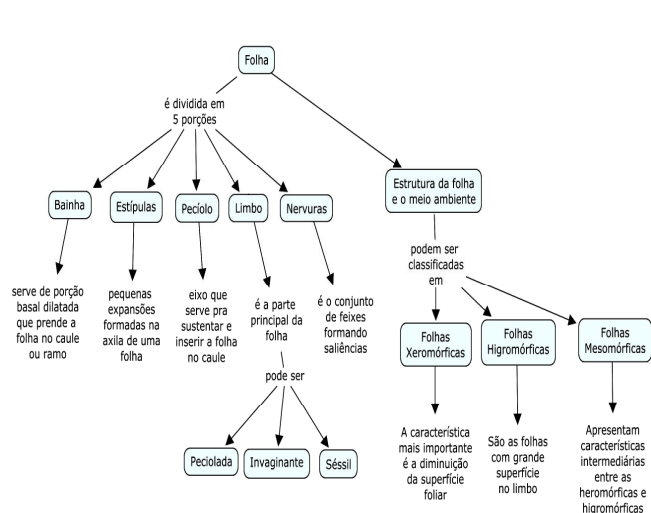 Folha
é dividida em
5 porções
Bainha
Estípulas
Pecíolo
Limbo
Nervuras
Estrutura da folha
e o meio ambiente
serve de porção
basal dilatada
que prende a
folha no caule
ou ramo
pequenas
expansões
formadas na
axila de uma
folha
eixo que
serve pra
sustentar e
inserir a folha
no caule
é a parte
principal da
folha
é o conjunto
de feixes
formando
saliências
pode ser
Peciolada
Invaginante
Séssil
podem ser
classificadas
em
Folhas
Xeromórficas
Folhas
Higromórficas
Folhas
Mesomórficas
A característica
mais importante
é a diminuição
da superfície
foliar
São as folhas
com grande
superfície
no limbo
Apresentam
características
intermediárias
entre as
heromórficas e
higromórficas